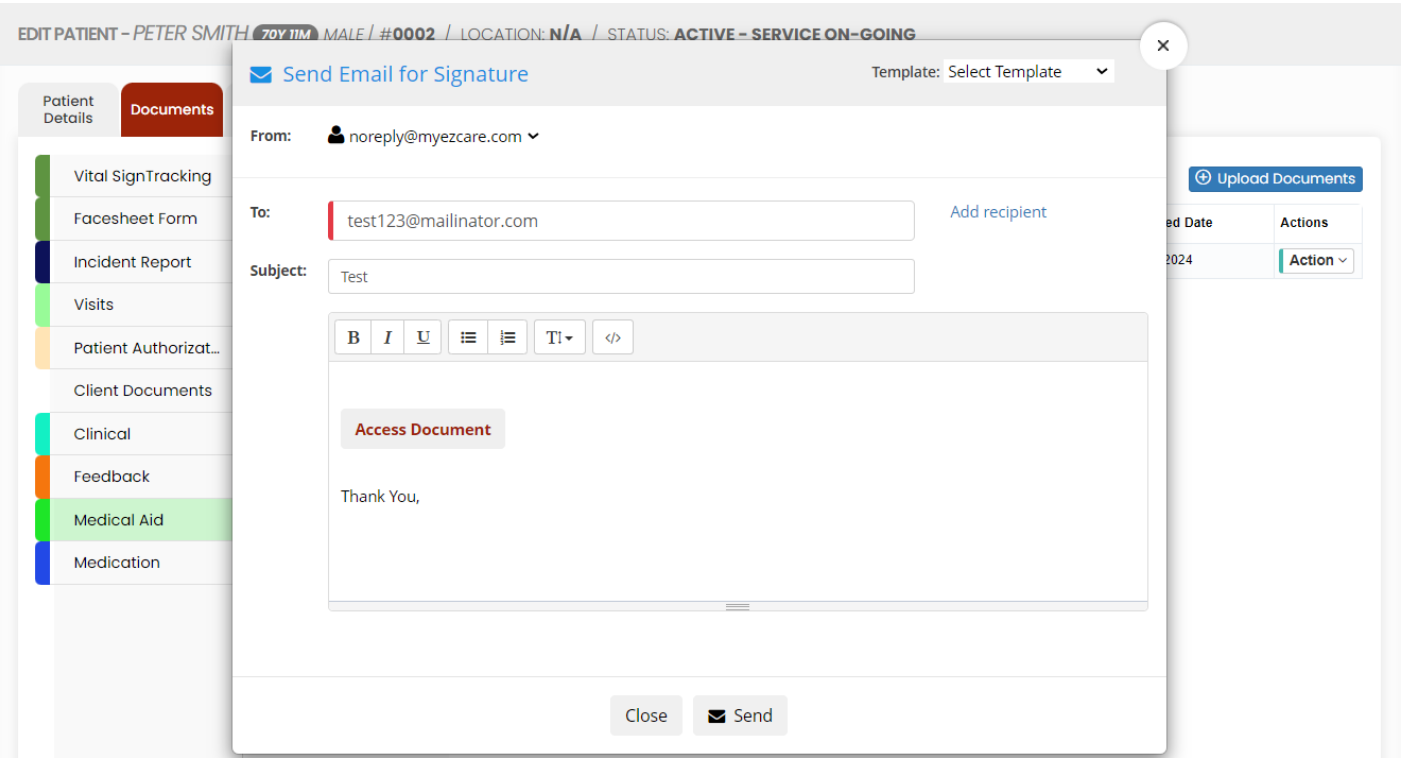 EDIT PATIENT - PETER SMITH 70Y 11M MALE / #0002 / LOCATION: N/A / STATUS: ACTIVE - SERVICE ON-GOING
×
Send Email for Signature
Template: Select Template
Patient Details
Documents
From: noreply@myezcare.com
Vital SignTracking
Upload Documents
Facesheet Form
To: test123@mailinator.com
Add recipient
ed Date
Actions
Incident Report
Subject: Test
2024
Action
Visits
B I U TI </>
Patient Authorizat...
Client Documents
Clinical
Access Document
Feedback
Thank You,
Medical Aid
Medication
Close
Send